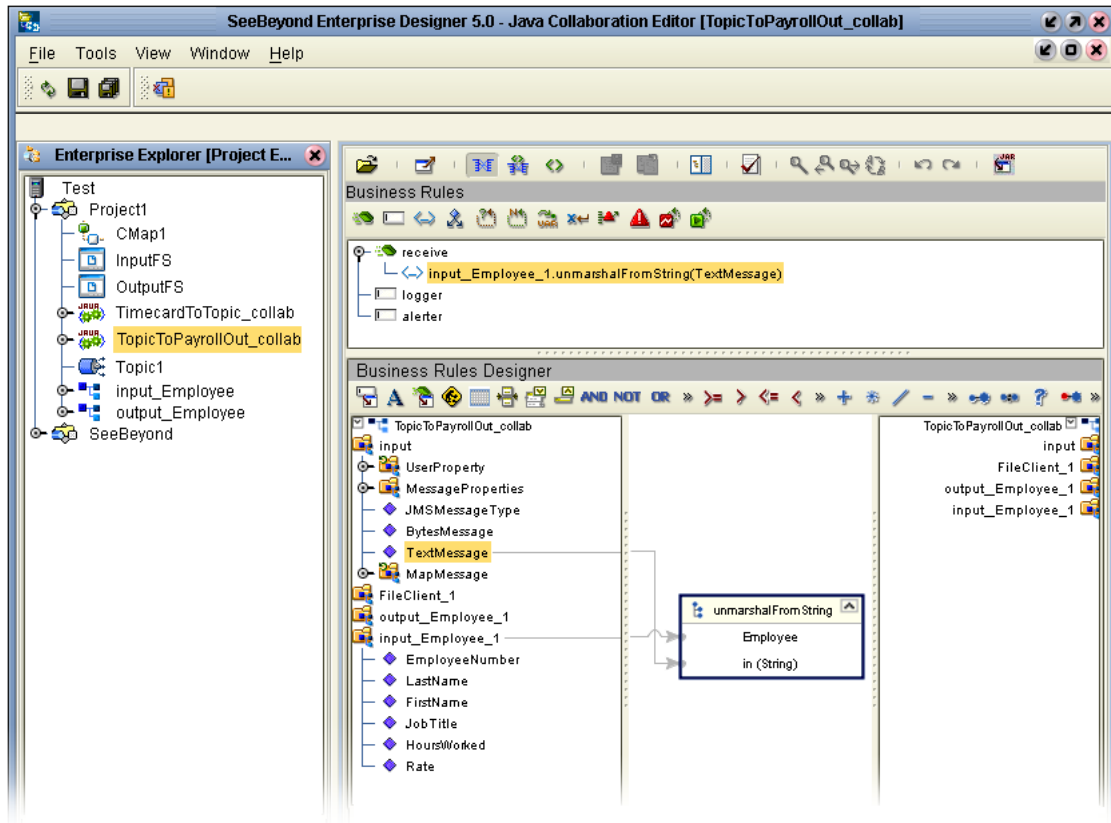 SeeBeyond Enterprise Designer 5.0 - Java Collaboration Editor [TopicToPayrollOut_collab]
File Tools View Window Help
Enterprise Explorer [Project E...
Test
Project1
CMap1
InputFS
OutputFS
TimecardToTopic_collab
TopicToPayrollOut_collab
Topic1
input_Employee
output_Employee
SeeBeyond
JAR
Business Rules
receive
input_Employee_1.unmarshalFromString(TextMessage)
logger
alerter
Business Rules Designer
AND NOT OR » >= > <= < » + * / - » ? »
TopicToPayrollOut_collab
input
UserProperty
MessageProperties
JMSMessageType
BytesMessage
TextMessage
MapMessage
FileClient_1
output_Employee_1
input_Employee_1
EmployeeNumber
LastName
FirstName
JobTitle
HoursWorked
Rate
unmarshalFromString
Employee
in (String)
TopicToPayrollOut_collab
input
FileClient_1
output_Employee_1
input_Employee_1